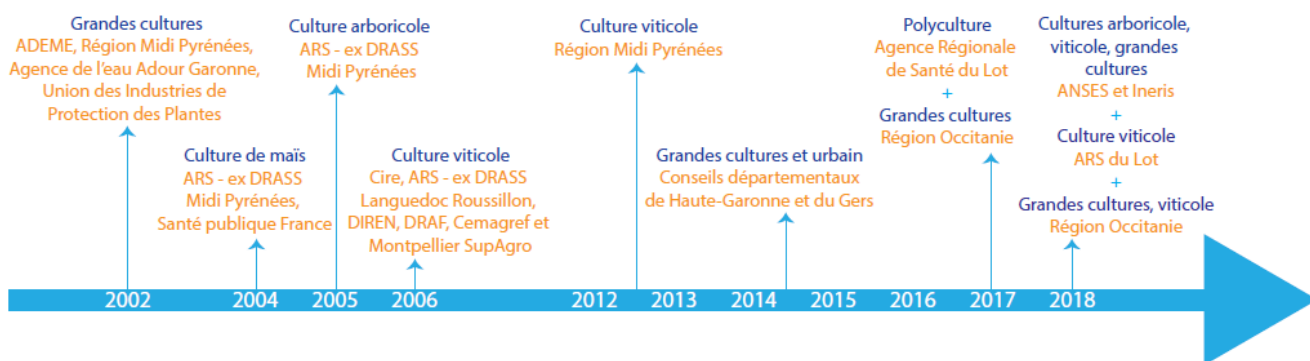 Grandes cultures
ADEME, Région Midi Pyrénées,
Agence de l'eau Adour Garonne,
Union des Industries de
Protection des Plantes
Culture de maïs
ARS - ex DRASS
Midi Pyrénées,
Santé publique France
Culture arboricole
ARS - ex DRASS
Midi Pyrénées
Culture viticole
Cire, ARS - ex DRASS
Languedoc Roussillon,
DIREN, DRAF, Cemagref et
Montpellier SupAgro
Culture viticole
Région Midi Pyrénées
Grandes cultures et urbain
Conseils départementaux
de Haute-Garonne et du Gers
Polyculture
Agence Régionale
de Santé du Lot
+
Grandes cultures
Région Occitanie
Cultures arboricole,
viticole, grandes
cultures
ANSES et Ineris
+
Culture viticole
ARS du Lot
+
Grandes cultures, viticole
Région Occitanie
2002 2004 2005 2006 2012 2013 2014 2015 2016 2017 2018